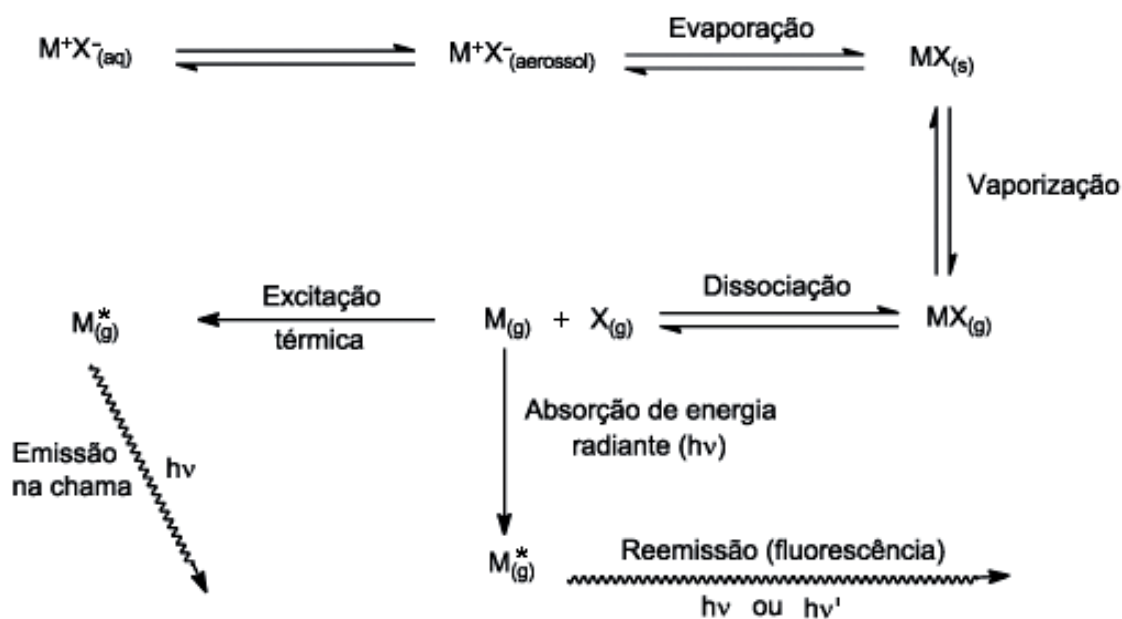 M⁺X⁻(aq)
M⁺X⁻(aerossol)
Evaporação
MX(s)
Vaporização
MX(g)
Dissociação
M(g) + X(g)
Excitação
térmica
M*(g)
Emissão
na chama
hν
Absorção de energia
radiante (hν)
M*(g)
Reemissão (fluorescência)
hν ou hν'